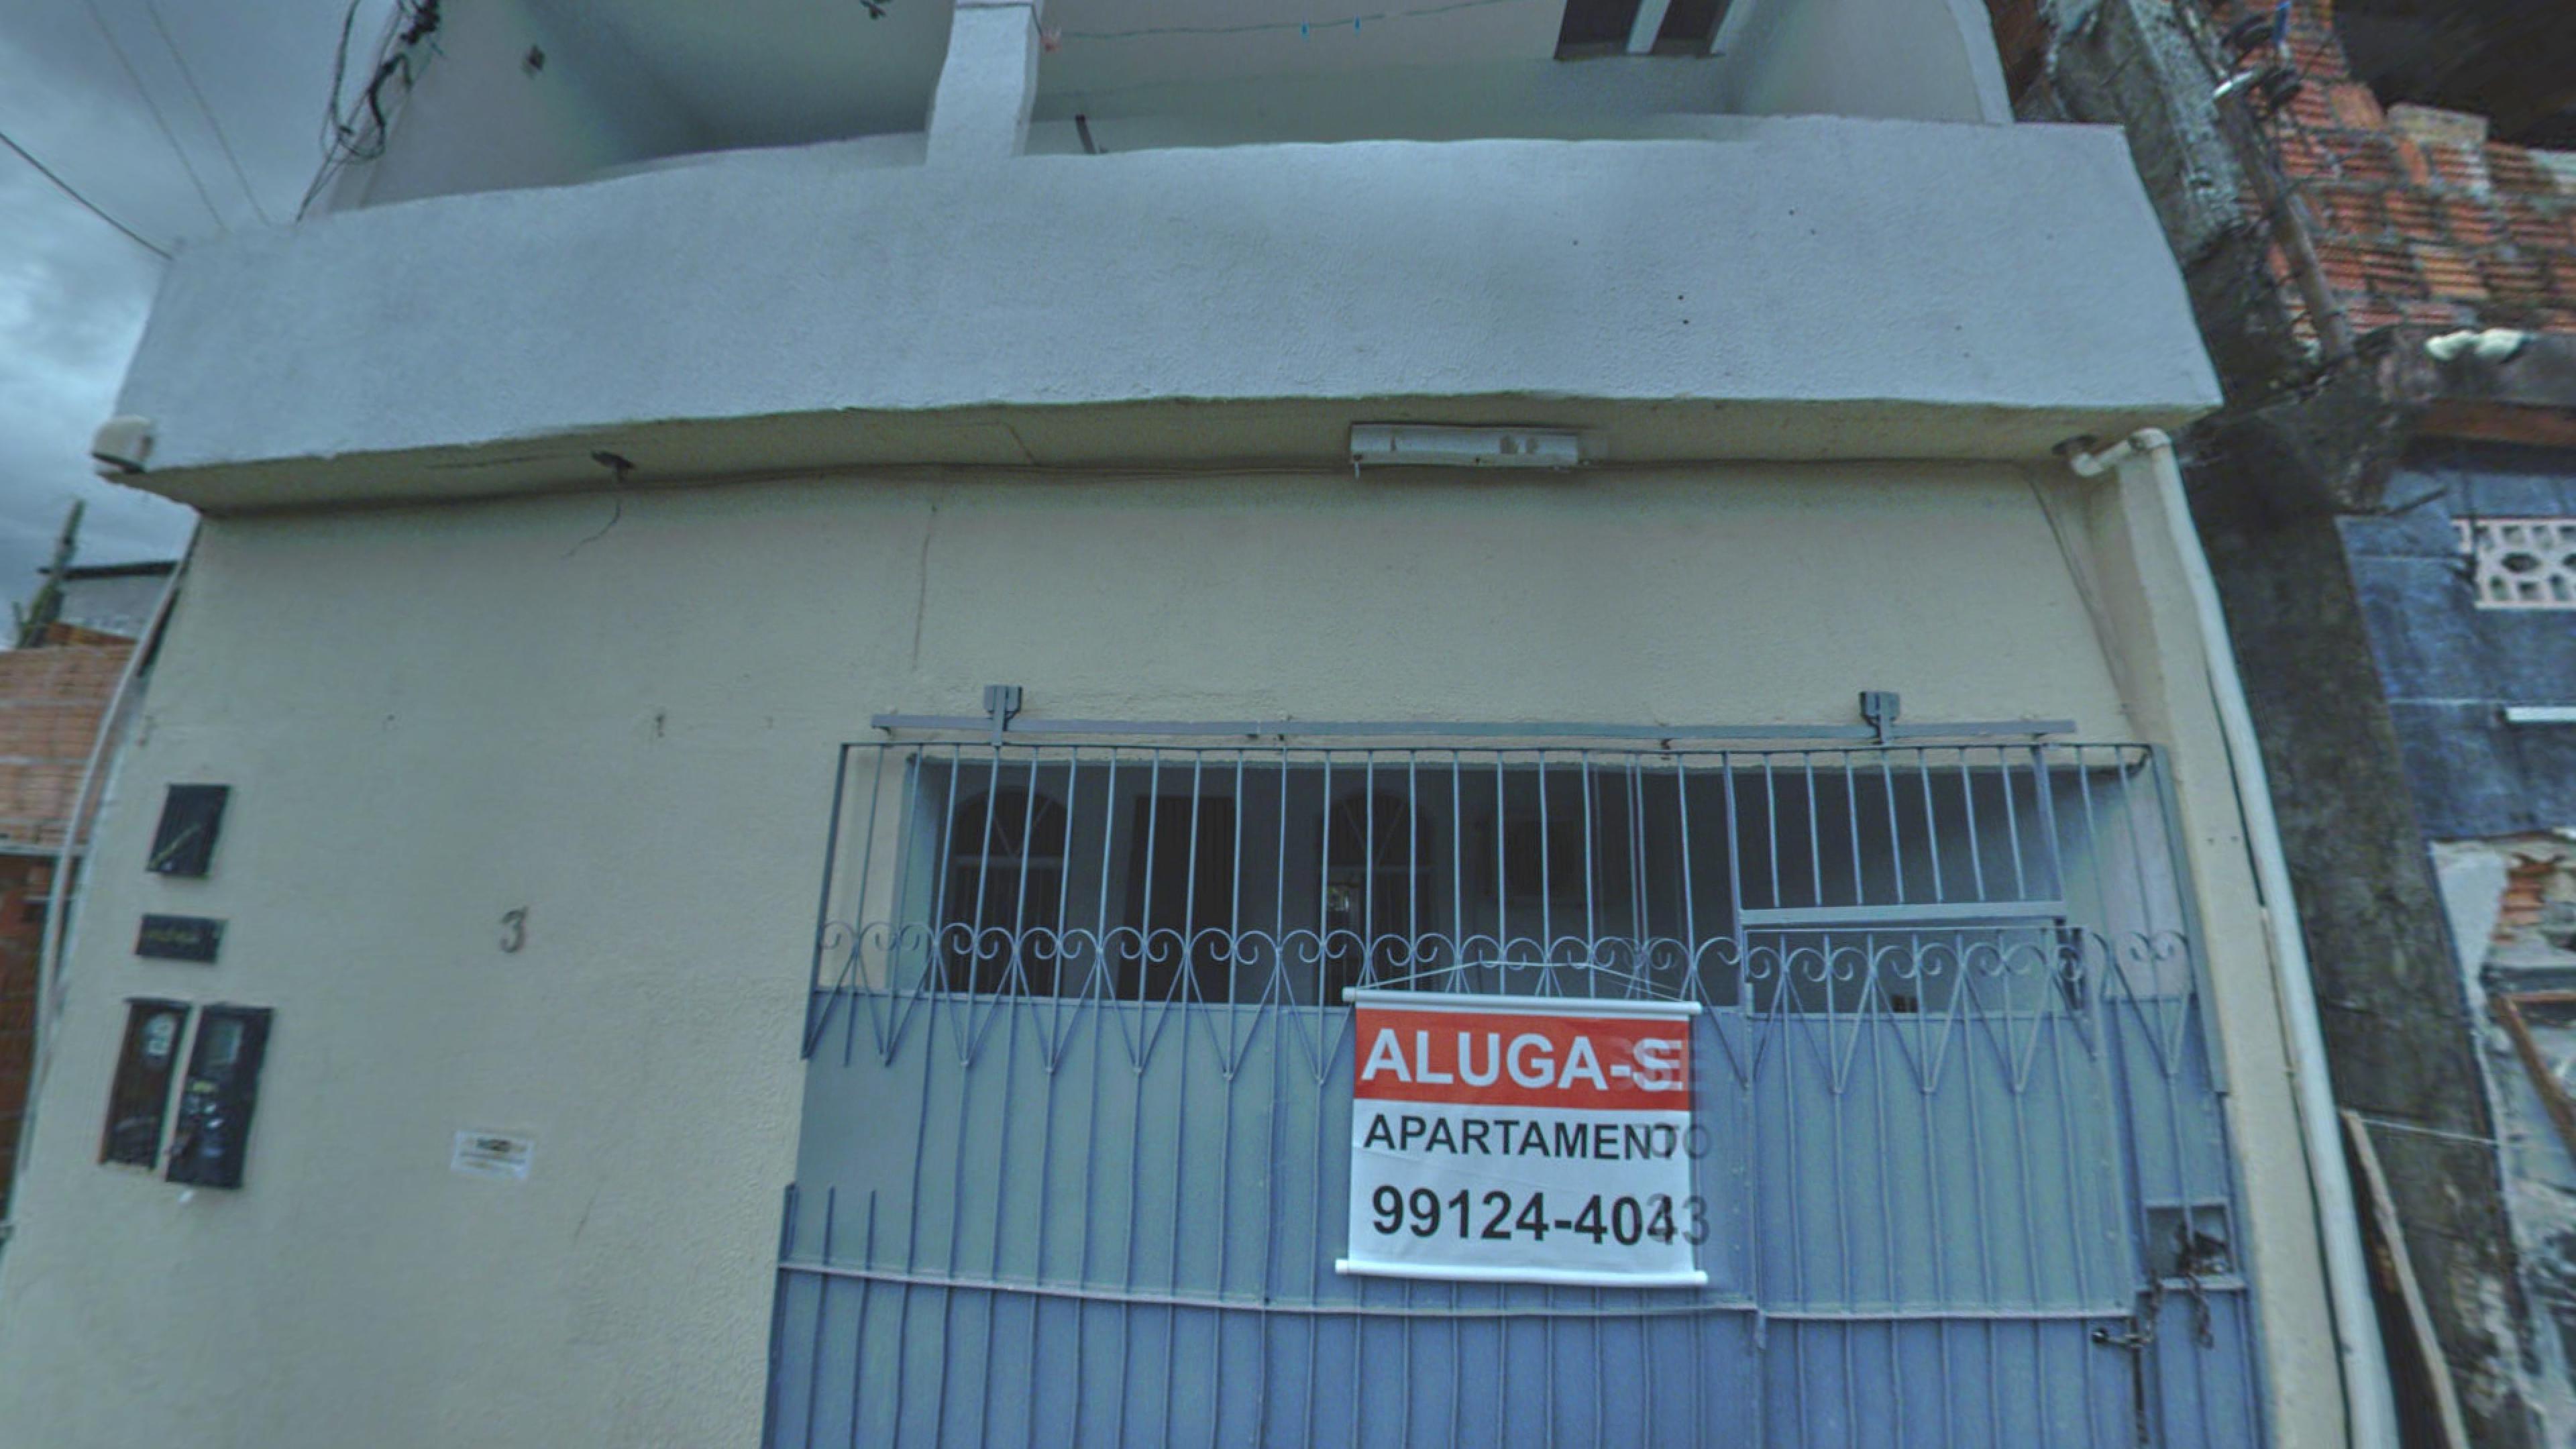 3
ALUGA-SE
APARTAMENTO
99124-4043